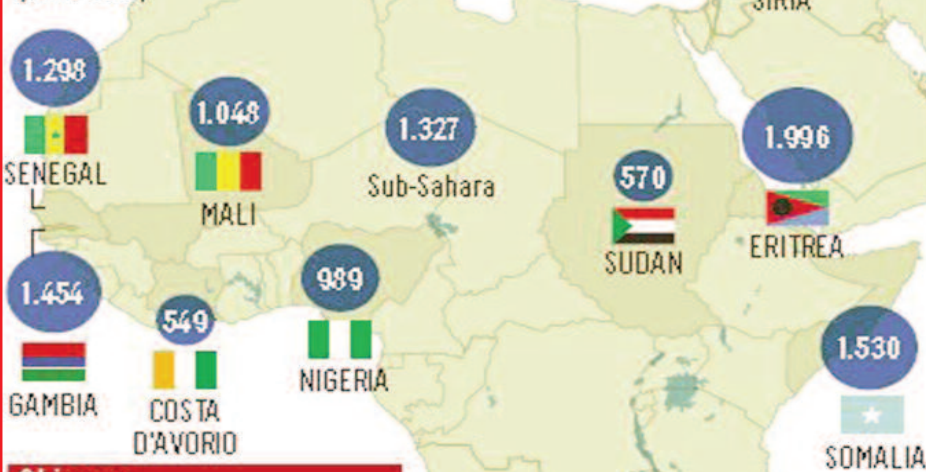 SIRIA
1.298
SENEGAL
1.048
MALI
1.327
Sub-Sahara
570
SUDAN
1.996
ERITREA
1.454
GAMBIA
549
COSTA
D'AVORIO
989
NIGERIA
1.530
SOMALIA